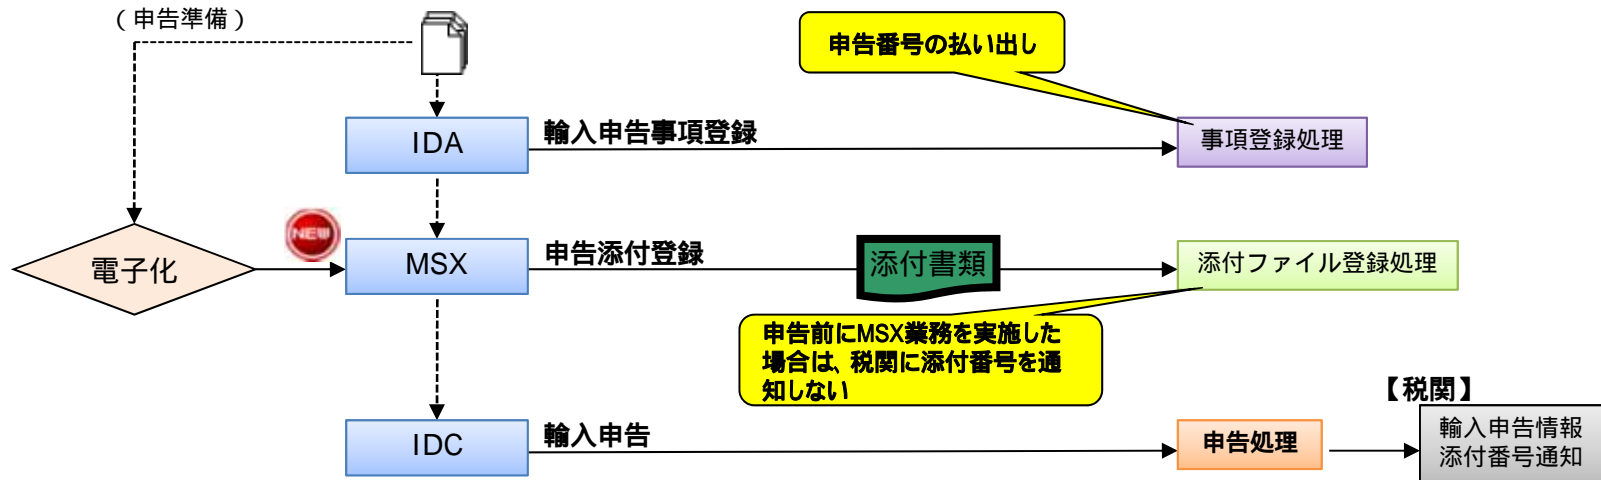 （申告準備）
申告番号の払い出し
IDA
輸入申告事項登録
事項登録処理
NEW
電子化
MSX
申告添付登録
添付書類
添付ファイル登録処理
申告前にMSX業務を実施した
場合は、税関に添付番号を通
知しない
【税関】
IDC
輸入申告
申告処理
輸入申告情報
添付番号通知